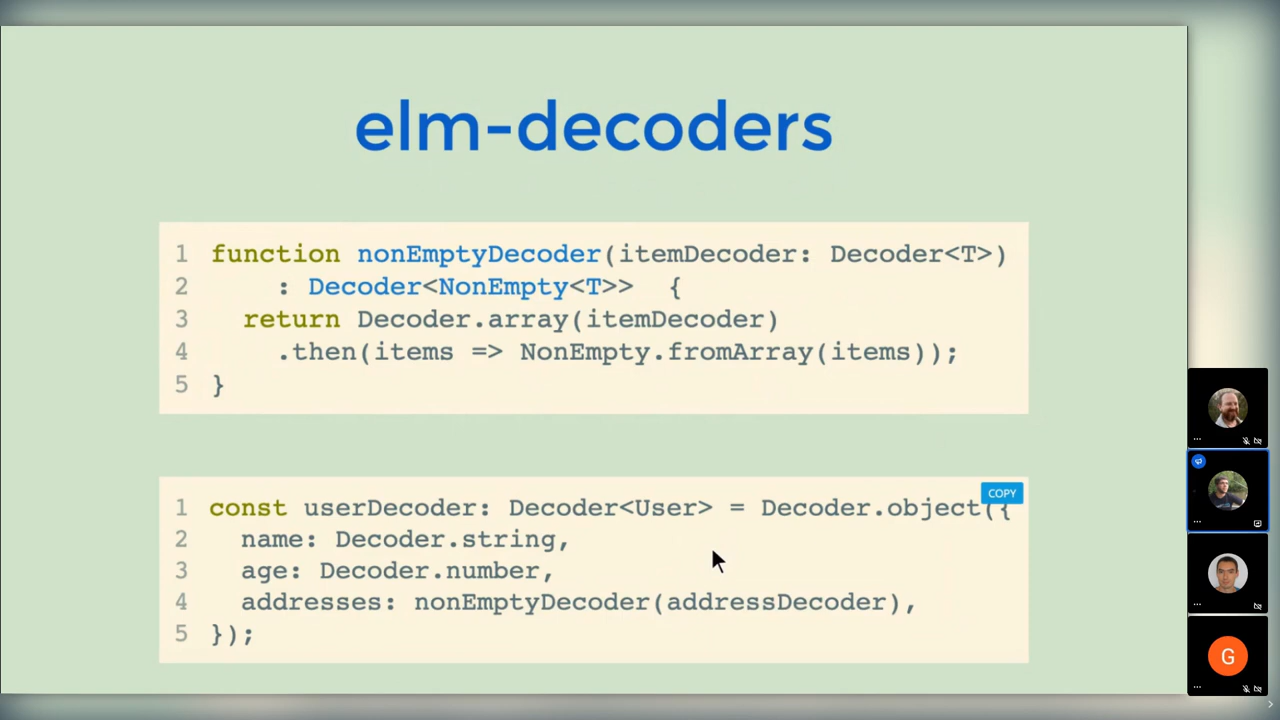 elm-decoders
1 function nonEmptyDecoder(itemDecoder: Decoder<T>)
2     : Decoder<NonEmpty<T>>  {
3   return Decoder.array(itemDecoder)
4     .then(items => NonEmpty.fromArray(items));
5 }
COPY
1 const userDecoder: Decoder<User> = Decoder.object({
2   name: Decoder.string,
3   age: Decoder.number,
4   addresses: nonEmptyDecoder(addressDecoder),
5 });
G